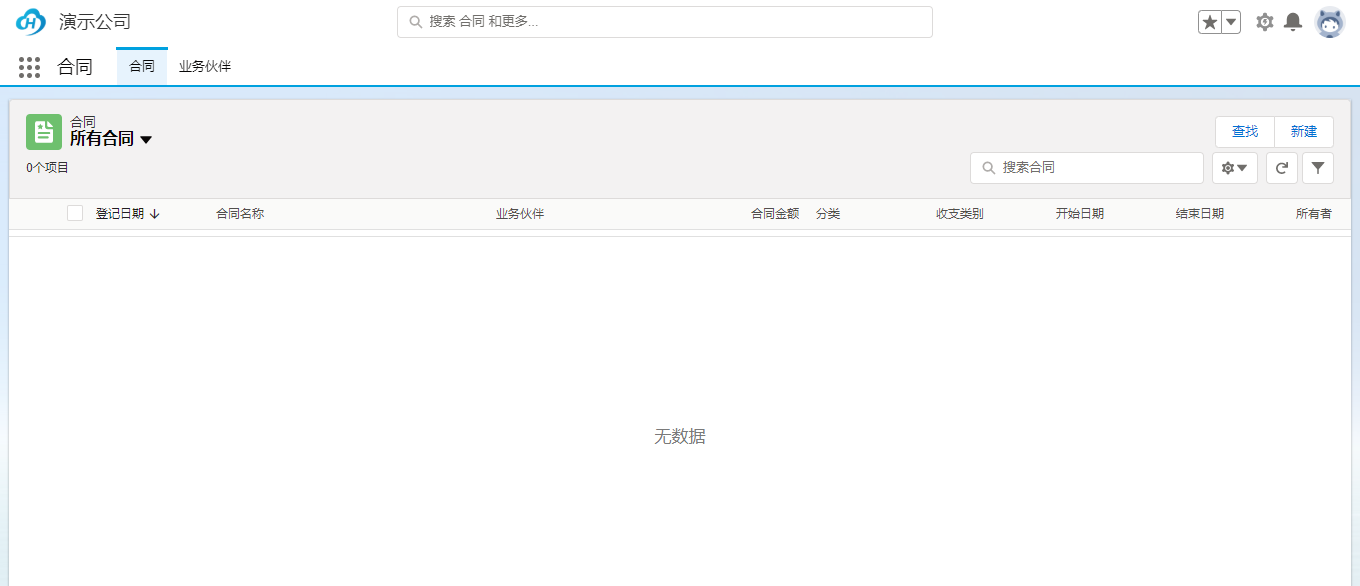 演示公司
搜索 合同 和更多...
合同
合同
业务伙伴
合同
所有合同
查找
新建
0个项目
搜索合同
登记日期
合同名称
业务伙伴
合同金额
分类
收支类别
开始日期
结束日期
所有者
无数据